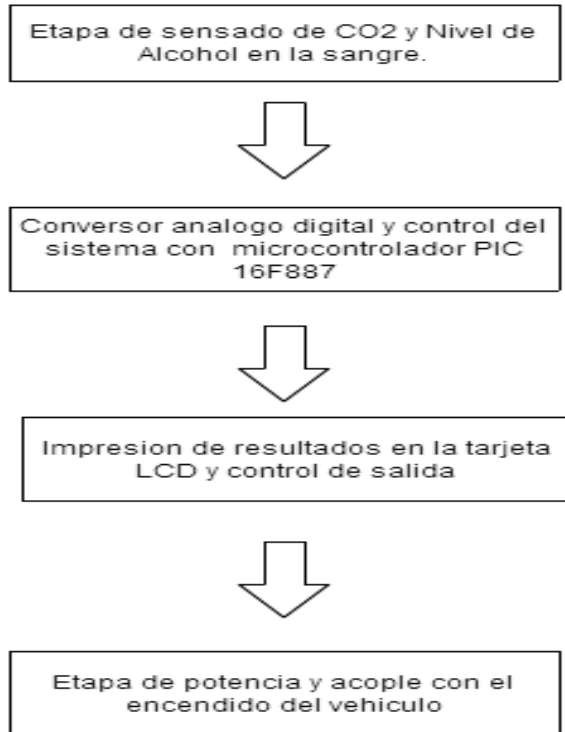 Etapa de sensado de CO2 y Nivel de
Alcohol en la sangre.
Conversor analogo digital y control del
sistema con microcontrolador PIC
16F887
Impresion de resultados en la tarjeta
LCD y control de salida
Etapa de potencia y acople con el
encendido del vehiculo